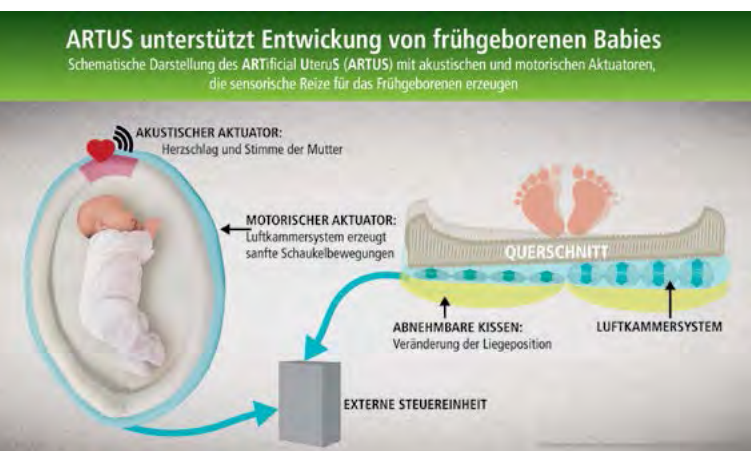 ARTUS unterstützt Entwickung von frühgeborenen Babies
Schematische Darstellung des ARTificial UteruS (ARTUS) mit akustischen und motorischen Aktuatoren,
die sensorische Reize für das Frühgeborenen erzeugen
AKUSTISCHER AKTUATOR:
Herzschlag und Stimme der Mutter
MOTORISCHER AKTUATOR:
Luftkammersystem erzeugt
sanfte Schaukelbewegungen
QUERSCHNITT
ABNEHMBARE KISSEN:
Veränderung der Liegeposition
LUFTKAMMERSYSTEM
EXTERNE STEUEREINHEIT